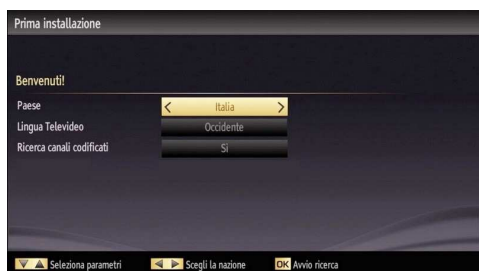 Prima installazione
Benvenuti!
Paese < Italia >
Lingua Televideo Occidente
Ricerca canali codificati Sì
Seleziona parametri Scegli la nazione OK Avvio ricerca